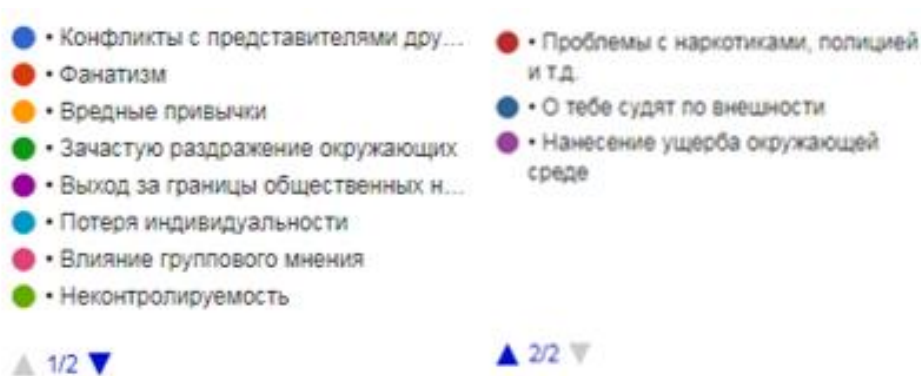 • Конфликты с представителями дру...
• Фанатизм
• Вредные привычки
• Зачастую раздражение окружающих
• Выход за границы общественных н...
• Потеря индивидуальности
• Влияние группового мнения
• Неконтролируемость
1/2
• Проблемы с наркотиками, полицией
и т.д.
• О тебе судят по внешности
• Нанесение ущерба окружающей
среде
2/2